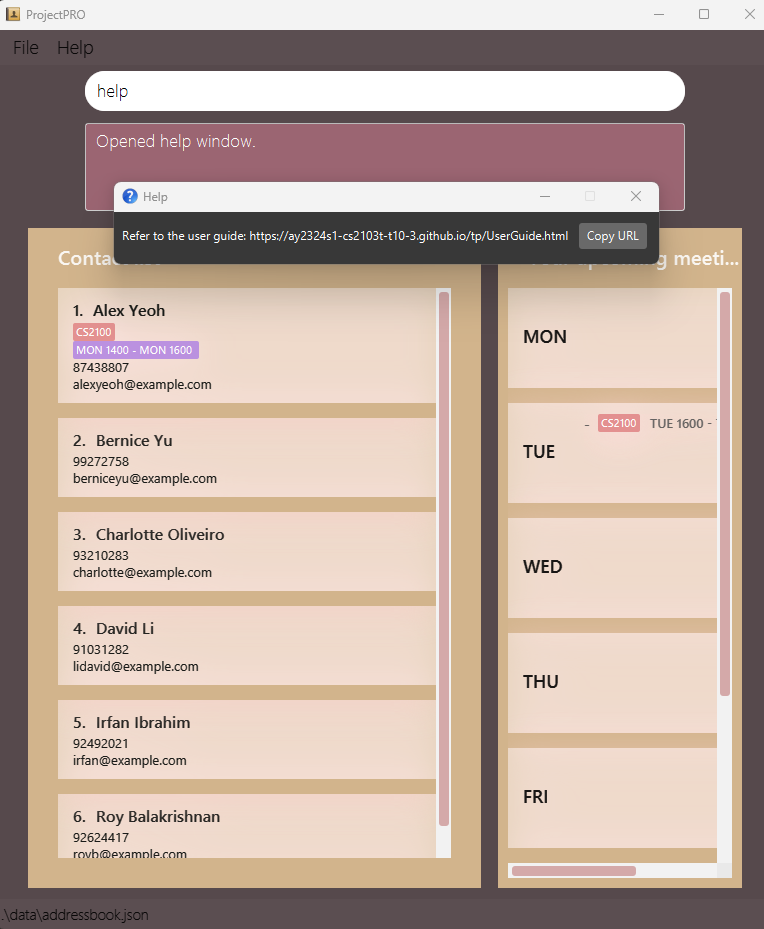 ProjectPRO
File Help
help
Opened help window.
Help
Refer to the user guide: https://ay2324s1-cs2103t-t10-3.github.io/tp/UserGuide.html Copy URL
upcoming meeti...
1. Alex Yeoh
CS2100
MON 1400 - MON 1600
87438807
alexyeoh@example.com
2. Bernice Yu
99272758
berniceyu@example.com
3. Charlotte Oliveiro
93210283
charlotte@example.com
4. David Li
91031282
lidavid@example.com
5. Irfan Ibrahim
92492021
irfan@example.com
6. Roy Balakrishnan
92624417
royb@example.com
MON
- CS2100 TUE 1600 -
TUE
WED
THU
FRI
.\data\addressbook.json